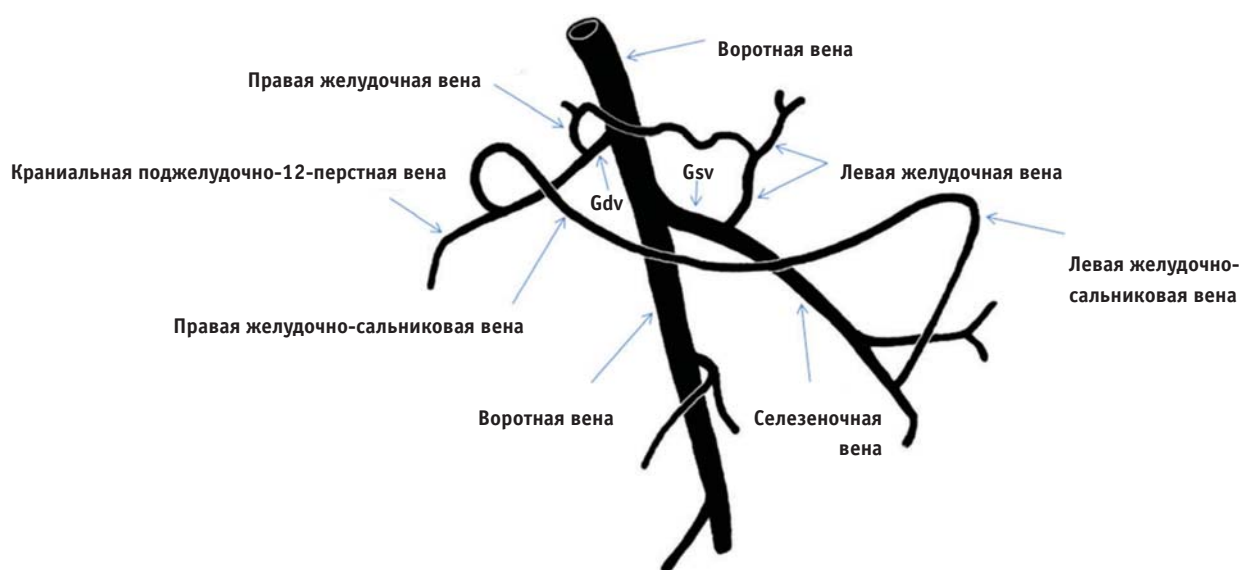 Воротная вена
Правая желудочная вена
Краниальная поджелудочно-12-перстная вена
Gsv
Левая желудочная вена
Gdv
Левая желудочно-
сальниковая вена
Правая желудочно-сальниковая вена
Воротная вена
Селезеночная
вена